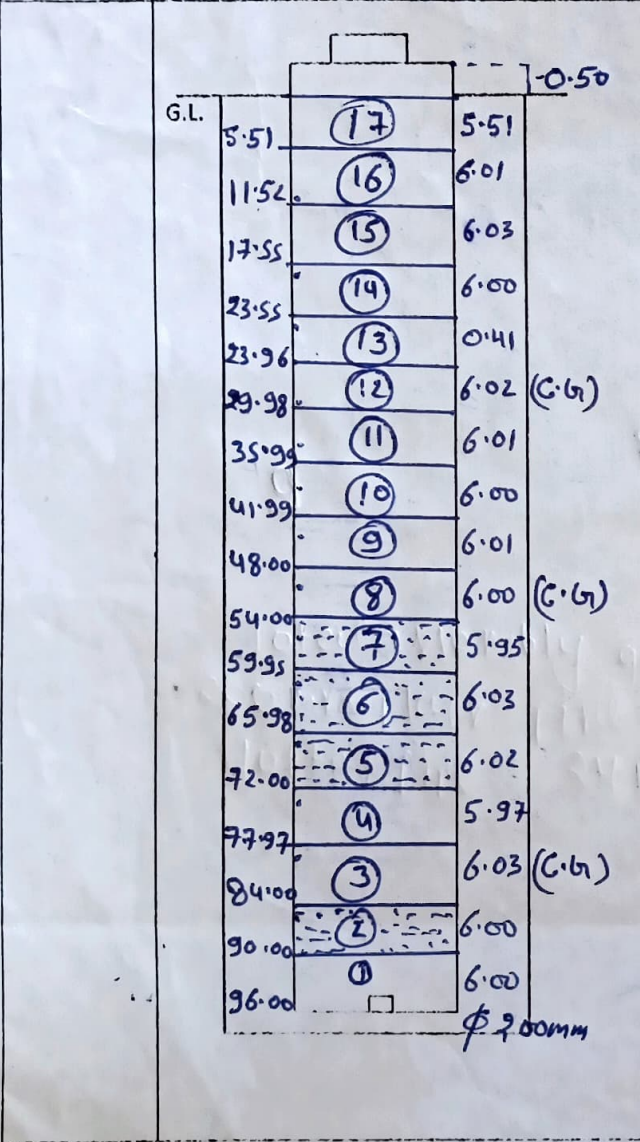 -0.50
G.L.
5.51 17 5.51
11.52 16 6.01
17.55 15 6.03
23.55 14 6.00
23.96 13 0.41
29.98 12 6.02 (C.G)
35.99 11 6.01
41.99 10 6.00
48.00 9 6.01
54.00 8 6.00 (C.G)
59.95 7 5.95
65.98 6 6.03
72.00 5 6.02
77.97 4 5.97
84.00 3 6.03 (C.G)
90.00 2 6.00
96.00 1 6.00
φ 200mm